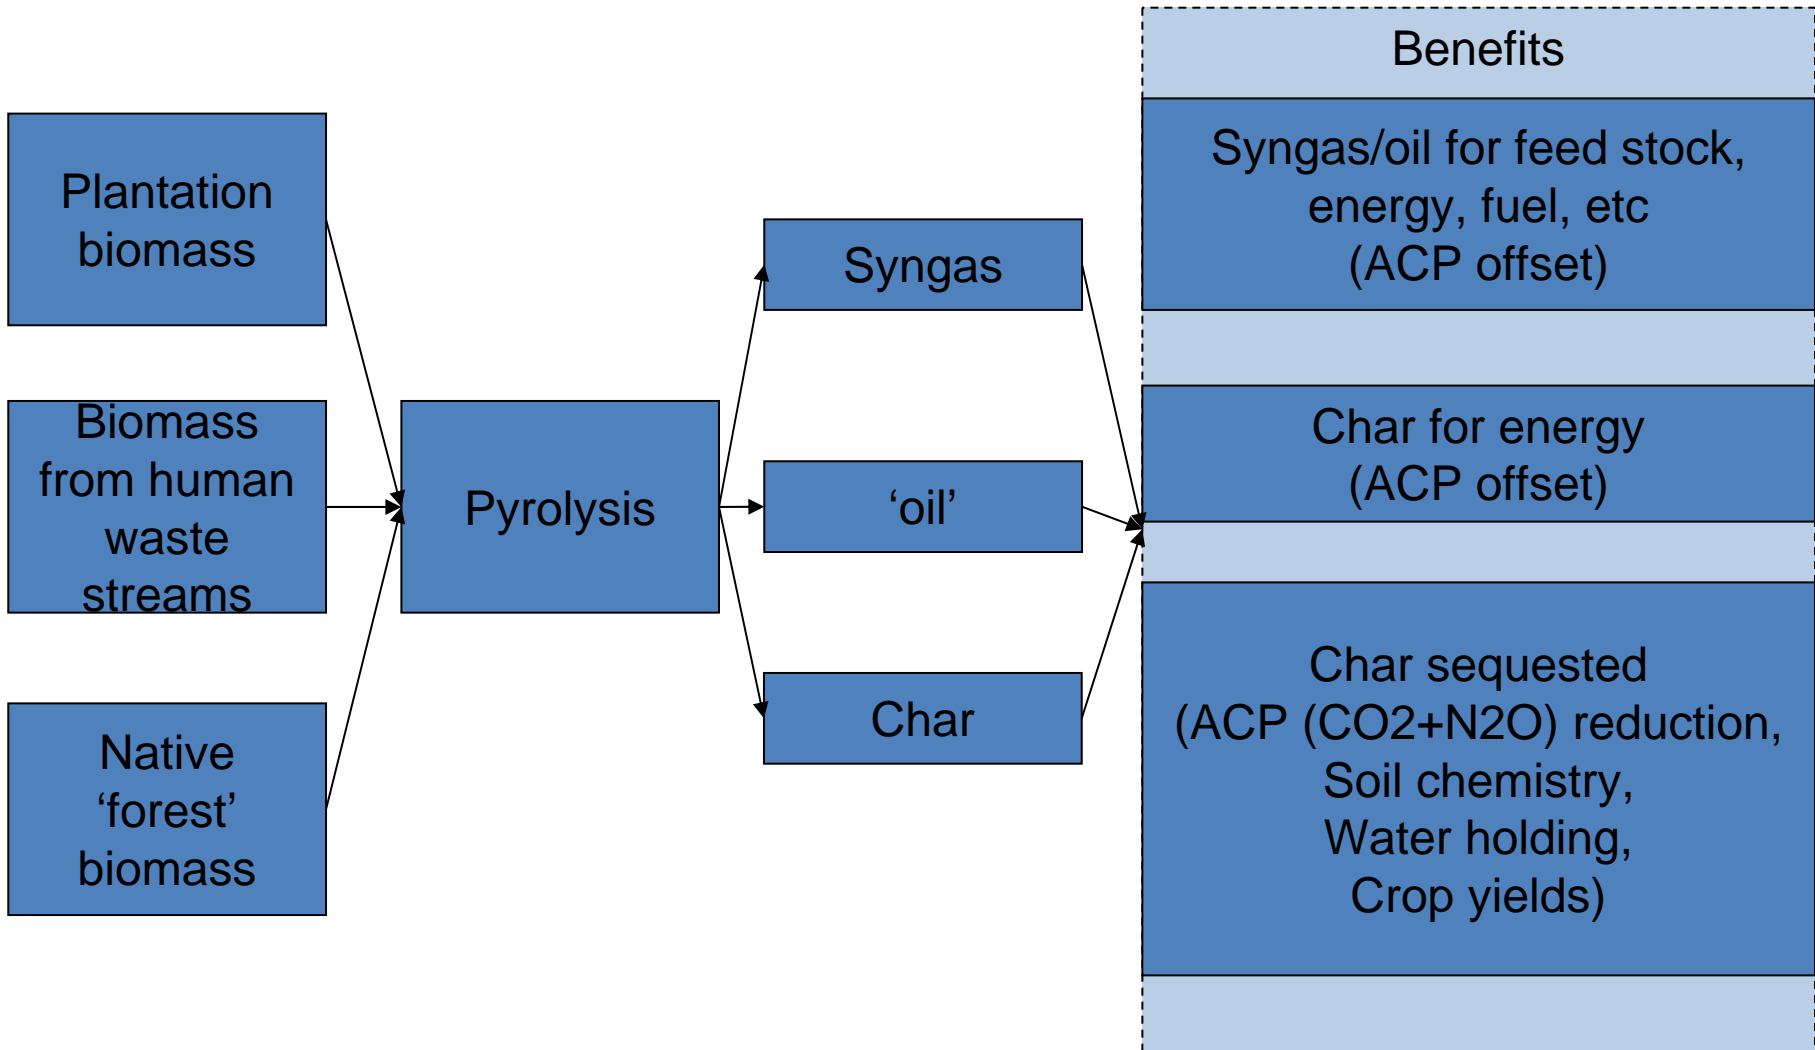 Plantation
biomass
Biomass
from human
waste
streams
Native
‘forest’
biomass
Pyrolysis
Syngas
‘oil’
Char
Benefits
Syngas/oil for feed stock,
energy, fuel, etc
(ACP offset)
Char for energy
(ACP offset)
Char sequested
(ACP (CO2+N2O) reduction,
Soil chemistry,
Water holding,
Crop yields)